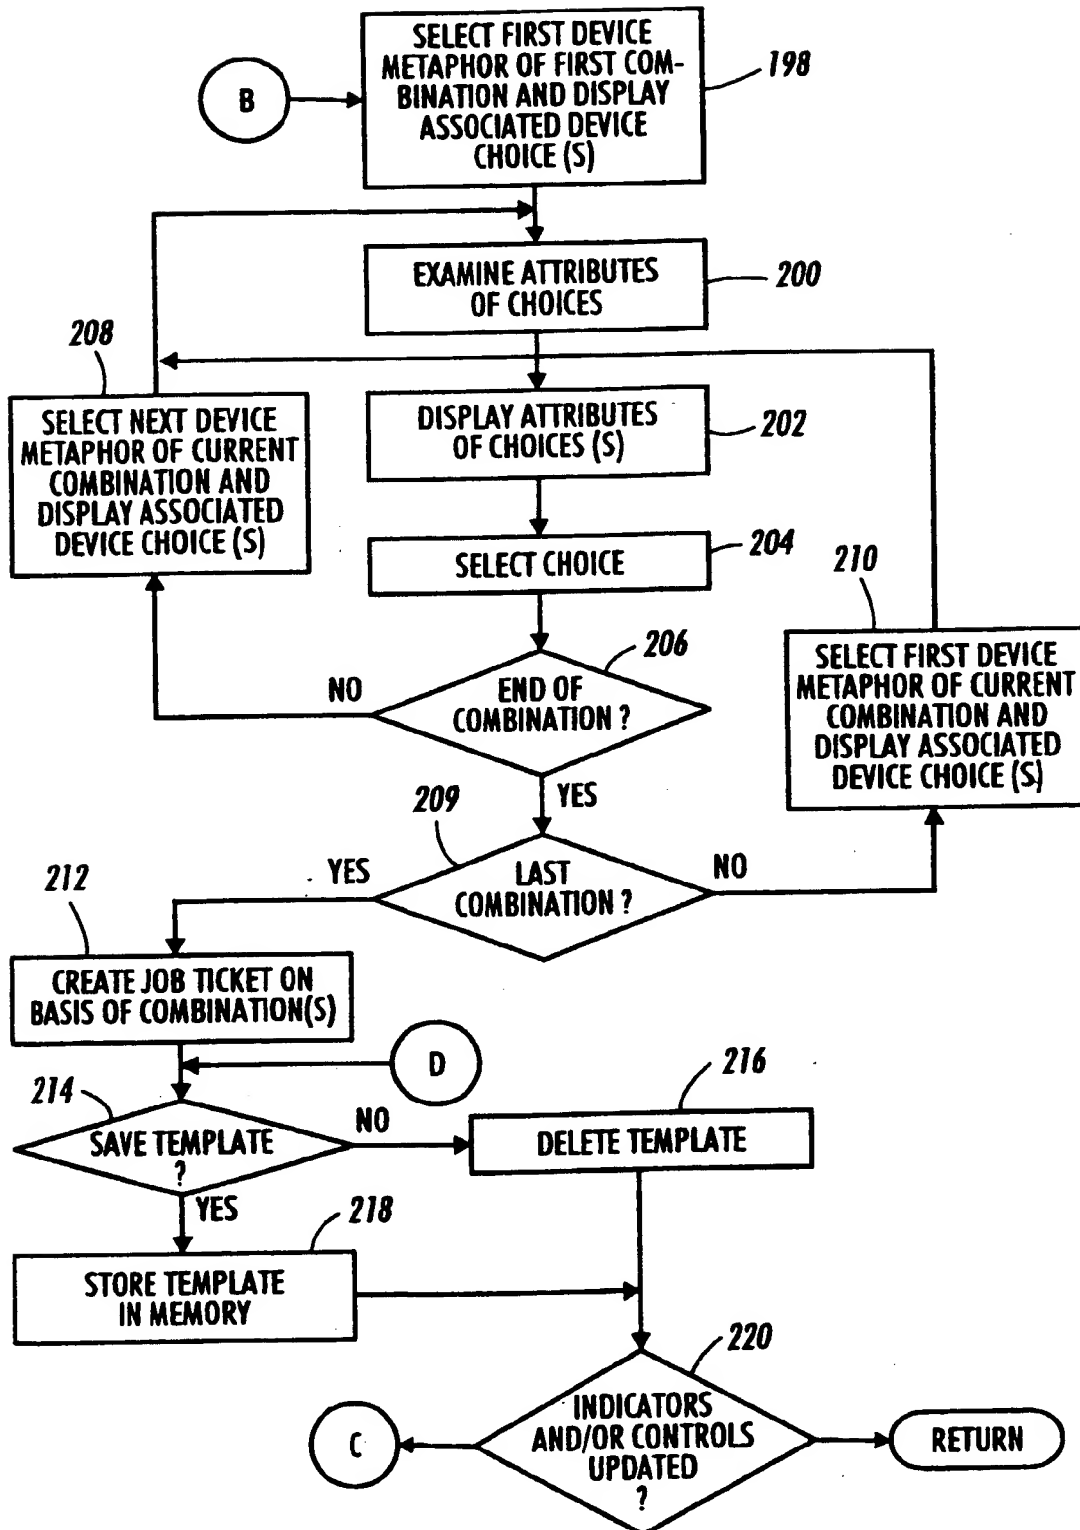 SELECT FIRST DEVICE
METAPHOR OF FIRST COM-
BINATION AND DISPLAY
ASSOCIATED DEVICE
CHOICE (S)
198
B
EXAMINE ATTRIBUTES
OF CHOICES
200
208
SELECT NEXT DEVICE
METAPHOR OF CURRENT
COMBINATION AND
DISPLAY ASSOCIATED
DEVICE CHOICE (S)
DISPLAY ATTRIBUTES
OF CHOICES (S)
202
SELECT CHOICE
204
210
SELECT FIRST DEVICE
METAPHOR OF CURRENT
COMBINATION AND
DISPLAY ASSOCIATED
DEVICE CHOICE (S)
206
END OF
COMBINATION ?
NO
YES
209
LAST
COMBINATION ?
YES
NO
212
CREATE JOB TICKET ON
BASIS OF COMBINATION(S)
D
214
SAVE TEMPLATE
?
NO
YES
216
DELETE TEMPLATE
218
STORE TEMPLATE
IN MEMORY
220
INDICATORS
AND/OR CONTROLS
UPDATED
?
C
RETURN